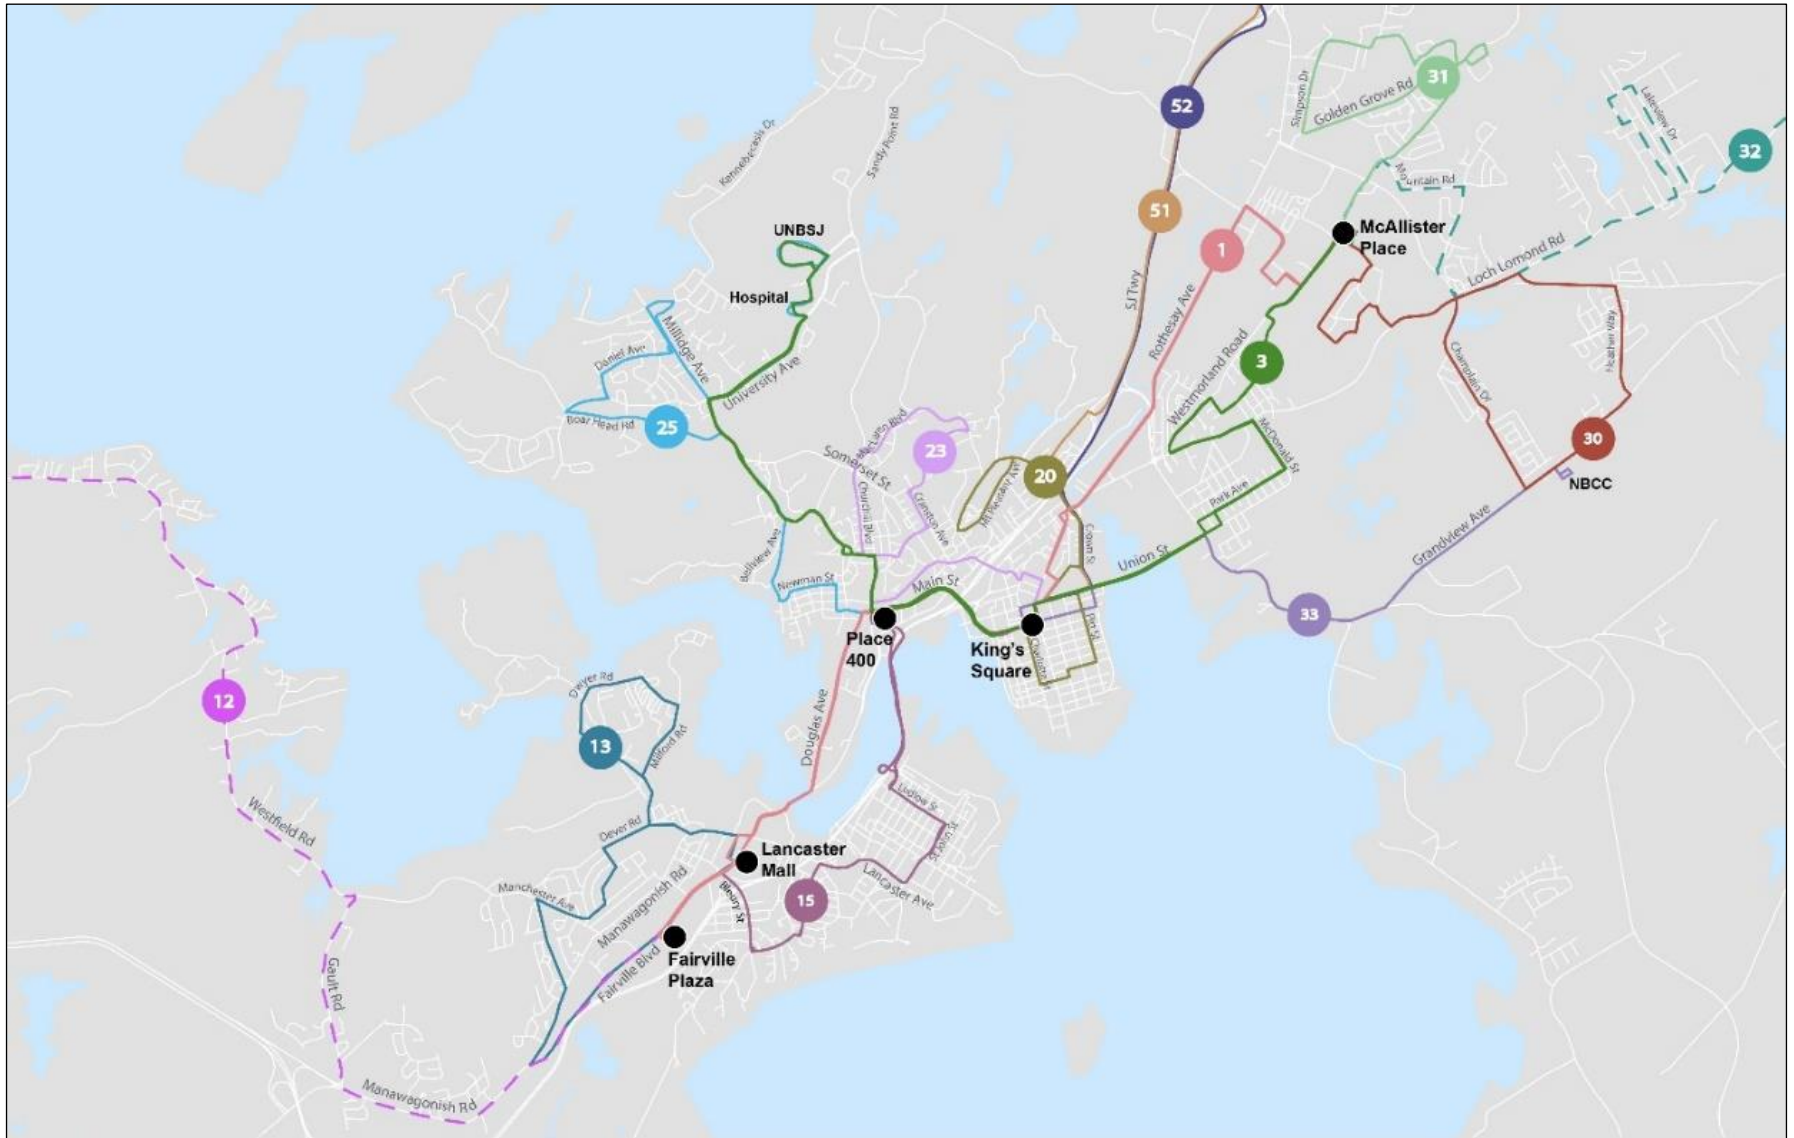 52
31
Simpson Dr
Golden Grove Rd
Lakeview Dr
32
Kennebecasis Dr
Sandy Point Rd
Mountain Rd
51
1
McAllister
Place
UNBSJ
Hospital
SJ Twy
Rothesay Ave
Loch Lomond Rd
Millidge Ave
Daniel Ave
University Ave
Boar Head Rd
25
Westmorland Road
3
Champlain Dr
Heather Way
30
NBCC
McLaren Blvd
Somerset St
23
Churchill Blvd
Cranston Ave
Mt Pleasant Ave
20
McDonald St
Park Ave
Crown St
Union St
Grandview Ave
33
Bellview Ave
Newman St
Main St
Place
400
King's
Square
Charlotte St
Pitt St
12
Dwyer Rd
13
Milford Rd
Douglas Ave
Westfield Rd
Dever Rd
Ludlow St
St John St
Lancaster
Mall
Lancaster Ave
15
Bleury St
Manchester Ave
Manawagonish Rd
Fairville Blvd
Fairville
Plaza
Gault Rd
Manawagonish Rd